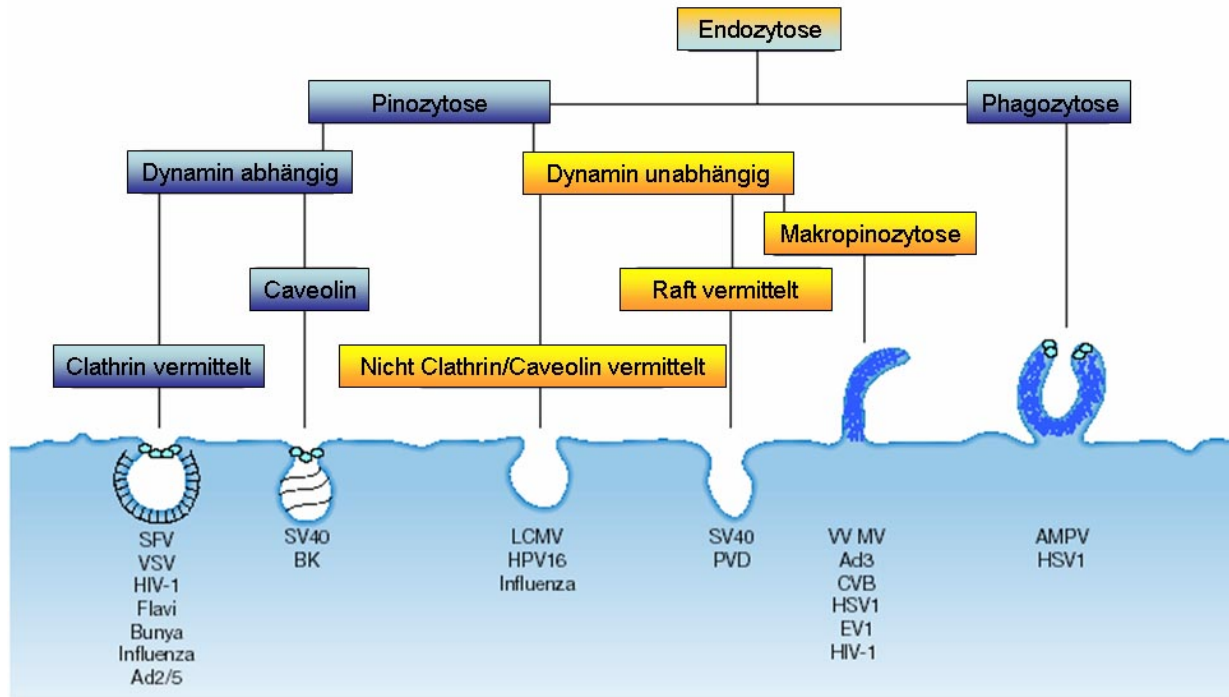 Endozytose
Pinozytose
Phagozytose
Dynamin abhängig
Dynamin unabhängig
Makropinozytose
Caveolin
Raft vermittelt
Clathrin vermittelt
Nicht Clathrin/Caveolin vermittelt
SFV
VSV
HIV-1
Flavi
Bunya
Influenza
Ad2/5
SV40
BK
LCMV
HPV16
Influenza
SV40
PVD
VV MV
Ad3
CVB
HSV1
EV1
HIV-1
AMPV
HSV1